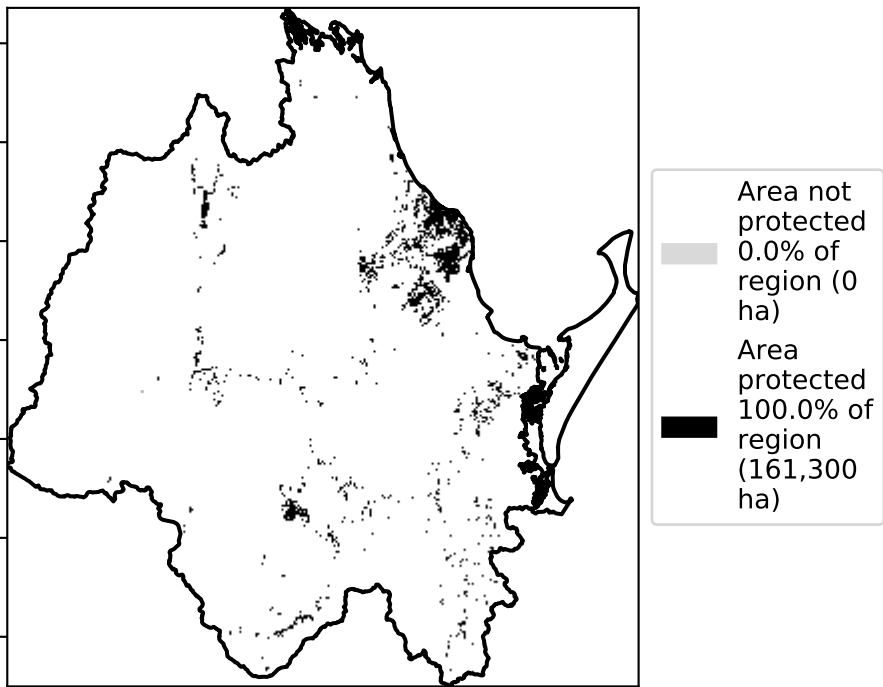 Area not
protected
0.0% of
region (0
ha)
Area
protected
100.0% of
region
(161,300
ha)